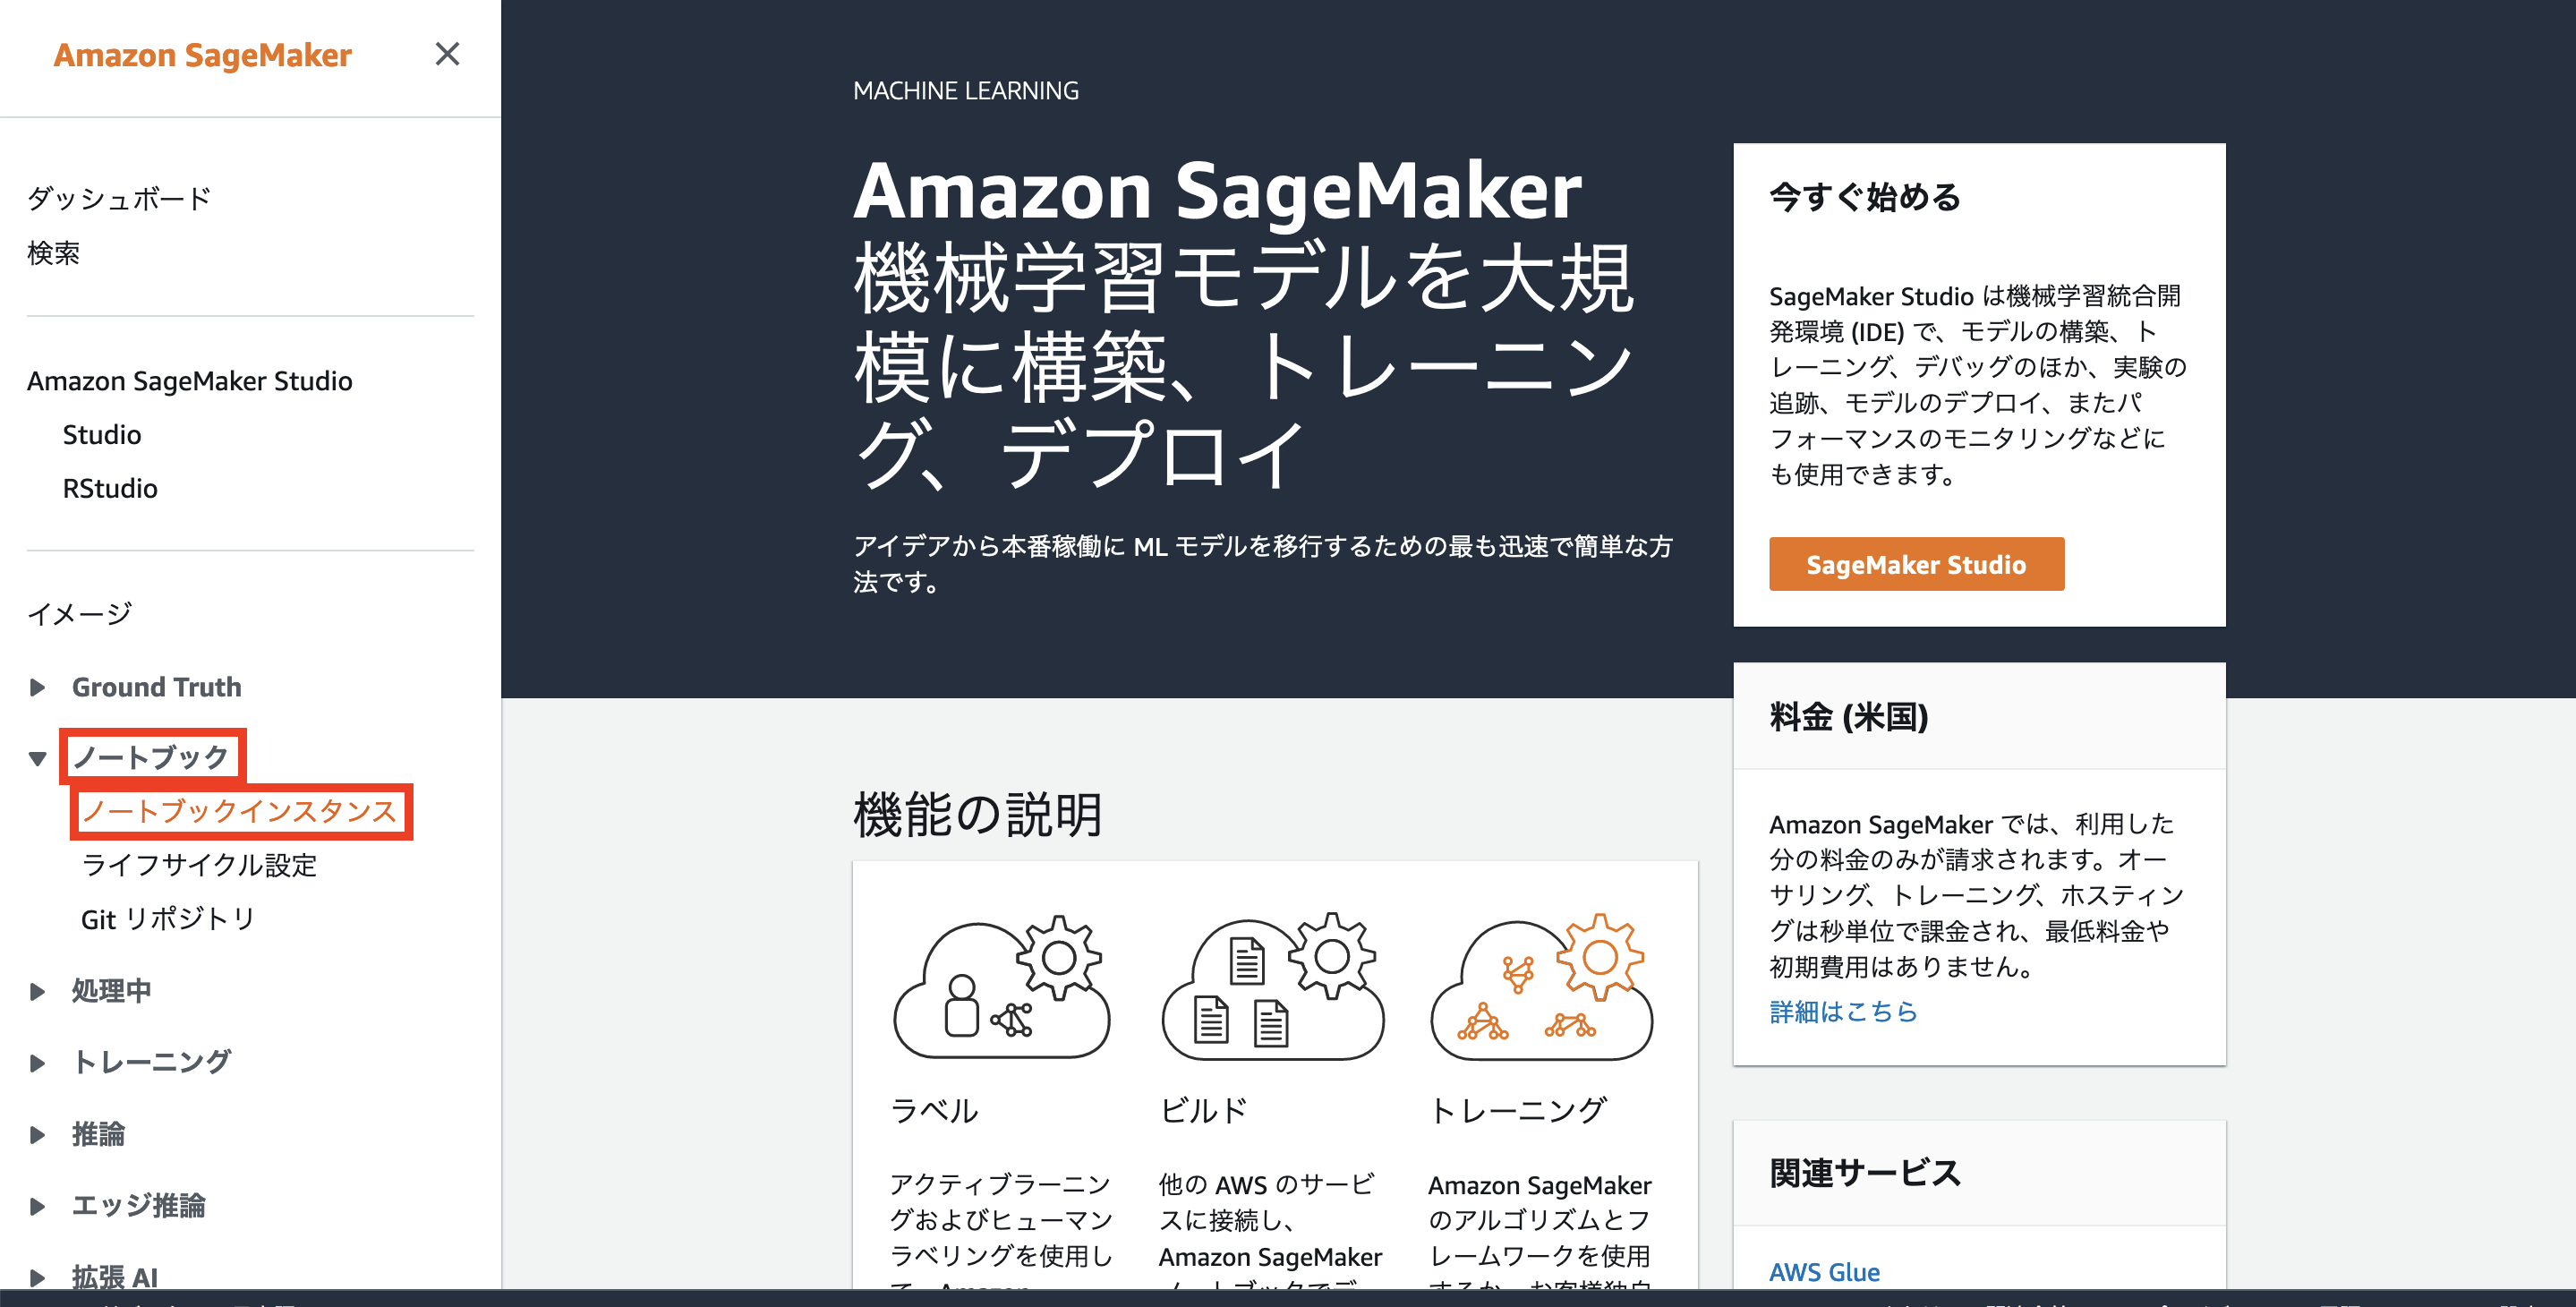 Amazon SageMaker
ダッシュボード
検索
Amazon SageMaker Studio
Studio
RStudio
イメージ
Ground Truth
ノートブック
ノートブックインスタンス
ライフサイクル設定
Git リポジトリ
処理中
トレーニング
推論
エッジ推論
拡張 AI
MACHINE LEARNING
Amazon SageMaker
機械学習モデルを大規
模に構築、トレーニン
グ、デプロイ
アイデアから本番稼働に ML モデルを移行するための最も迅速で簡単な方
法です。
今すぐ始める
SageMaker Studio は機械学習統合開
発環境 (IDE) で、モデルの構築、ト
レーニング、デバッグのほか、実験の
追跡、モデルのデプロイ、またパ
フォーマンスのモニタリングなどに
も使用できます。
SageMaker Studio
料金 (米国)
Amazon SageMaker では、利用した
分の料金のみが請求されます。オー
サリング、トレーニング、ホスティン
グは秒単位で課金され、最低料金や
初期費用はありません。
詳細はこちら
関連サービス
AWS Glue
機能の説明
ラベル
アクティブラーニン
グおよびヒューマン
ラベリングを使用し
て、Amazon
ビルド
他の AWS のサービ
スに接続し、
Amazon SageMaker
ノートブックでデ
トレーニング
Amazon SageMaker
のアルゴリズムとフ
レームワークを使用
するか、お客様独自